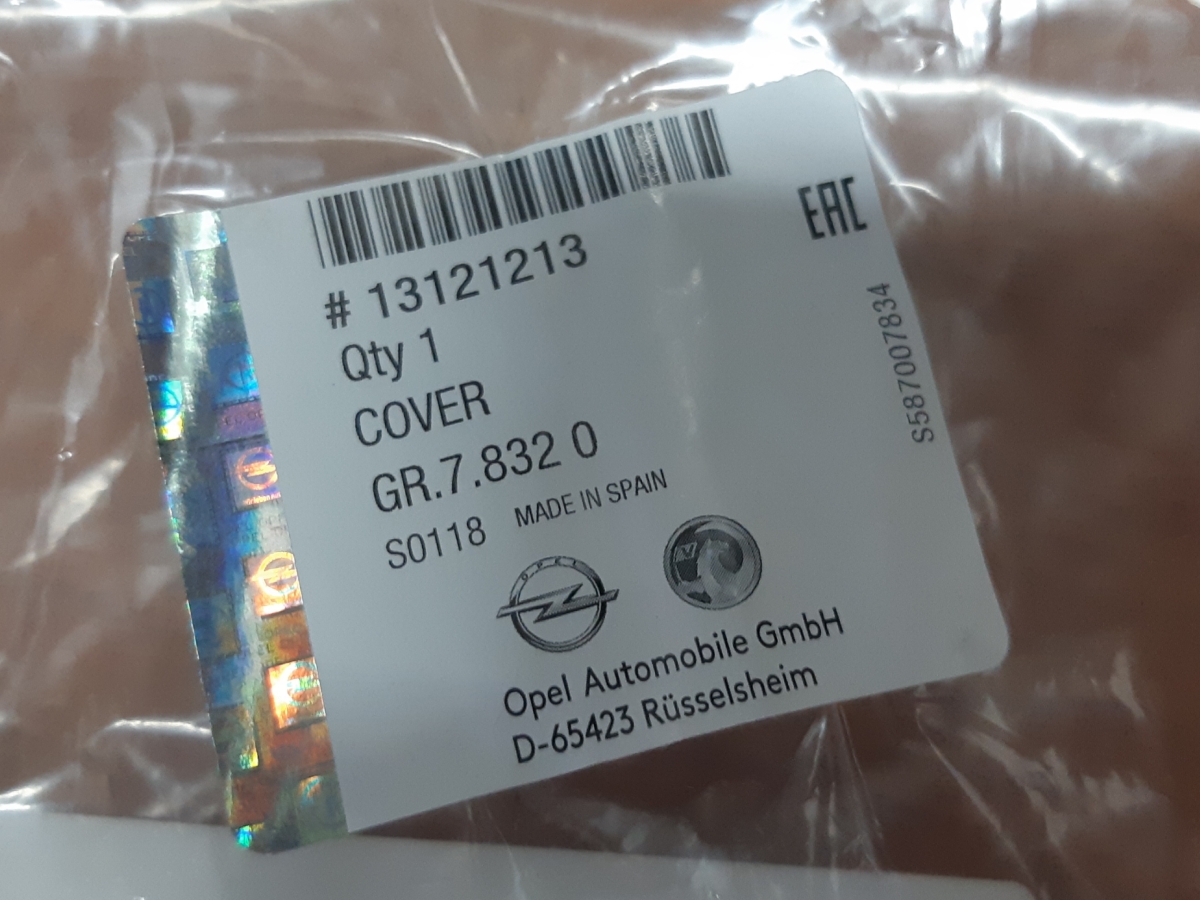 # 13121213
EAC
Qty 1
COVER
GR.7.832 0
S0118 MADE IN SPAIN
S587007834
OPEL
Opel Automobile GmbH
D-65423 Rüsselsheim